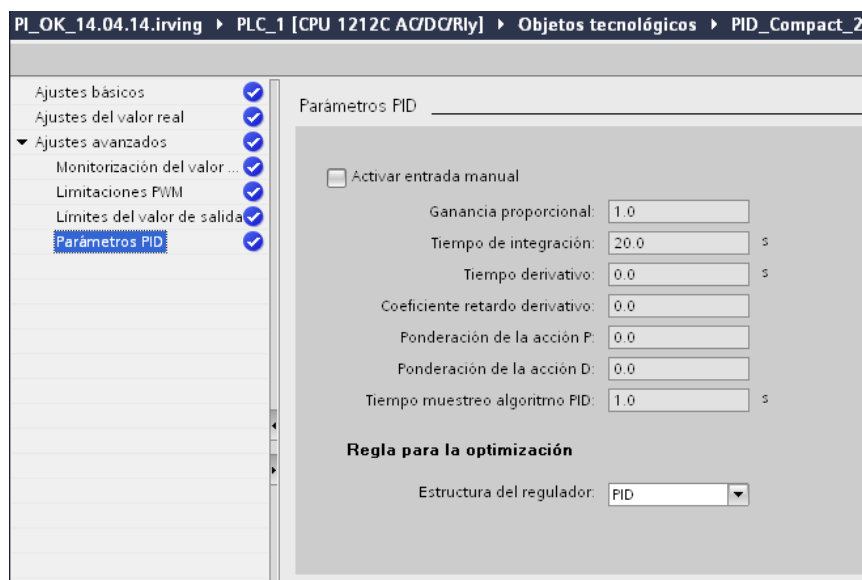 PI_OK_14.04.14.irving ▸ PLC_1 [CPU 1212C AC/DC/Rly] ▸ Objetos tecnológicos ▸ PID_Compact_2
Ajustes básicos
Ajustes del valor real
Ajustes avanzados
Monitorización del valor ...
Limitaciones PWM
Límites del valor de salida
Parámetros PID
Parámetros PID
Activar entrada manual
Ganancia proporcional: 1.0
Tiempo de integración: 20.0 s
Tiempo derivativo: 0.0 s
Coeficiente retardo derivativo: 0.0
Ponderación de la acción P: 0.0
Ponderación de la acción D: 0.0
Tiempo muestreo algoritmo PID: 1.0 s
Regla para la optimización
Estructura del regulador: PID